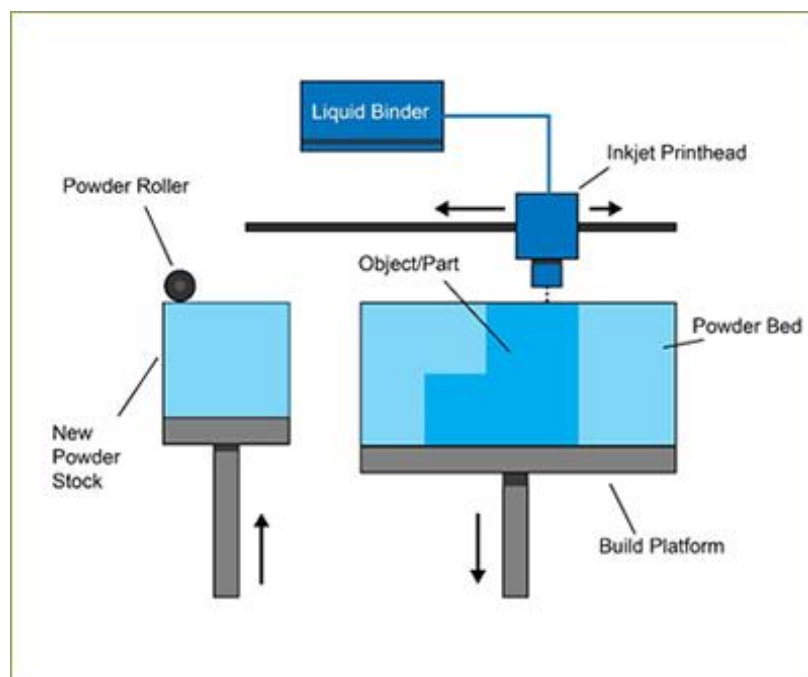 Liquid Binder
Inkjet Printhead
Powder Roller
Object/Part
Powder Bed
New
Powder
Stock
Build Platform